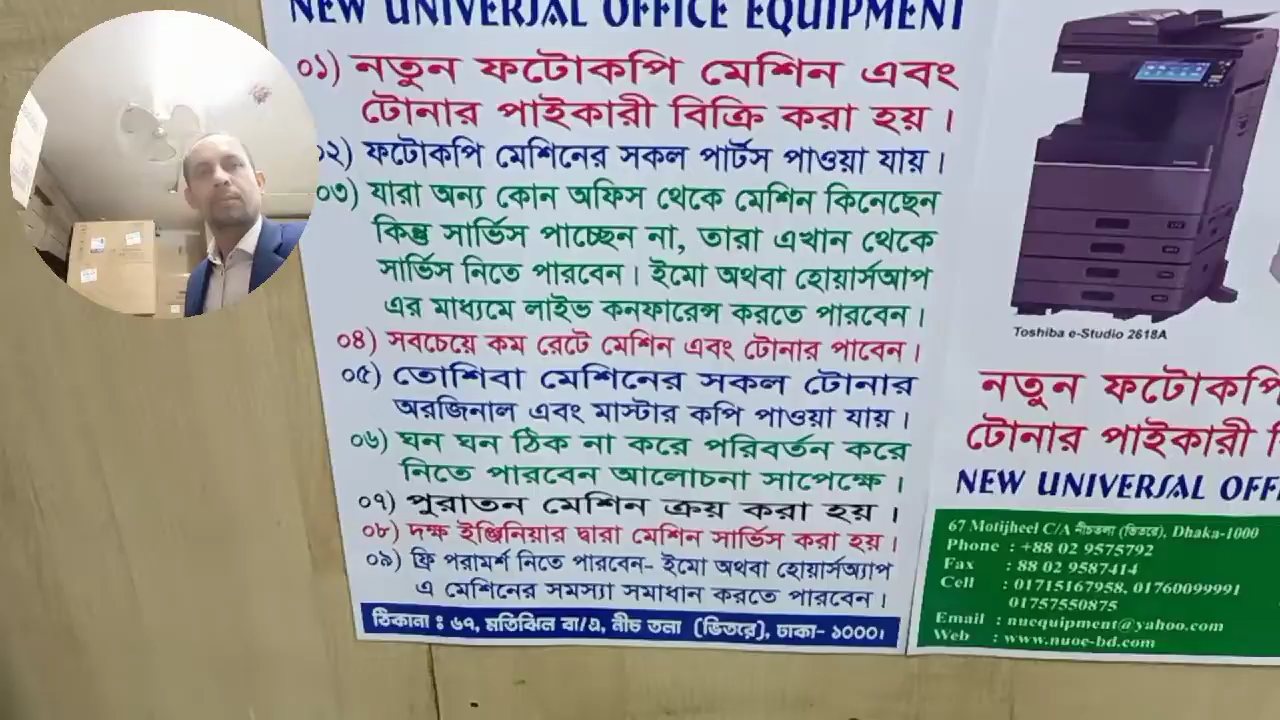 NEW UNIVERSAL OFFICE EQUIPMENT
০১) নতুন ফটোকপি মেশিন এবং
টোনার পাইকারী বিক্রি করা হয়।
০২) ফটোকপি মেশিনের সকল পার্টস পাওয়া যায়।
০৩) যারা অন্য কোন অফিস থেকে মেশিন কিনেছেন
কিন্তু সার্ভিস পাচ্ছেন না, তারা এখান থেকে
সার্ভিস নিতে পারবেন। ইমো অথবা হোয়ার্সআপ
এর মাধ্যমে লাইভ কনফারেন্স করতে পারবেন।
০৪) সবচেয়ে কম রেটে মেশিন এবং টোনার পাবেন।
০৫) তোশিবা মেশিনের সকল টোনার
অরজিনাল এবং মাস্টার কপি পাওয়া যায়।
০৬) ঘন ঘন ঠিক না করে পরিবর্তন করে
নিতে পারবেন আলোচনা সাপেক্ষে।
০৭) পুরাতন মেশিন ক্রয় করা হয়।
০৮) দক্ষ ইঞ্জিনিয়ার দ্বারা মেশিন সার্ভিস করা হয়।
০৯) ফ্রি পরামর্শ নিতে পারবেন- ইমো অথবা হোয়ার্সঅ্যাপ
এ মেশিনের সমস্যা সমাধান করতে পারবেন।
ঠিকানা : ৬৭, মতিঝিল বা/এ, নীচ তলা (ভিতরে), ঢাকা- ১০০০।
Toshiba e-Studio 2618A
নতুন ফটোকপি
টোনার পাইকারী
NEW UNIVERSAL OFF
67 Motijheel C/A নীচতলা (ভিতরে), Dhaka-1000
Phone : +88 02 9575792
Fax : 88 02 9587414
Cell : 01715167958, 01760099991
01757550875
Email : nuequipment@yahoo.com
Web : www.nuoe-bd.com